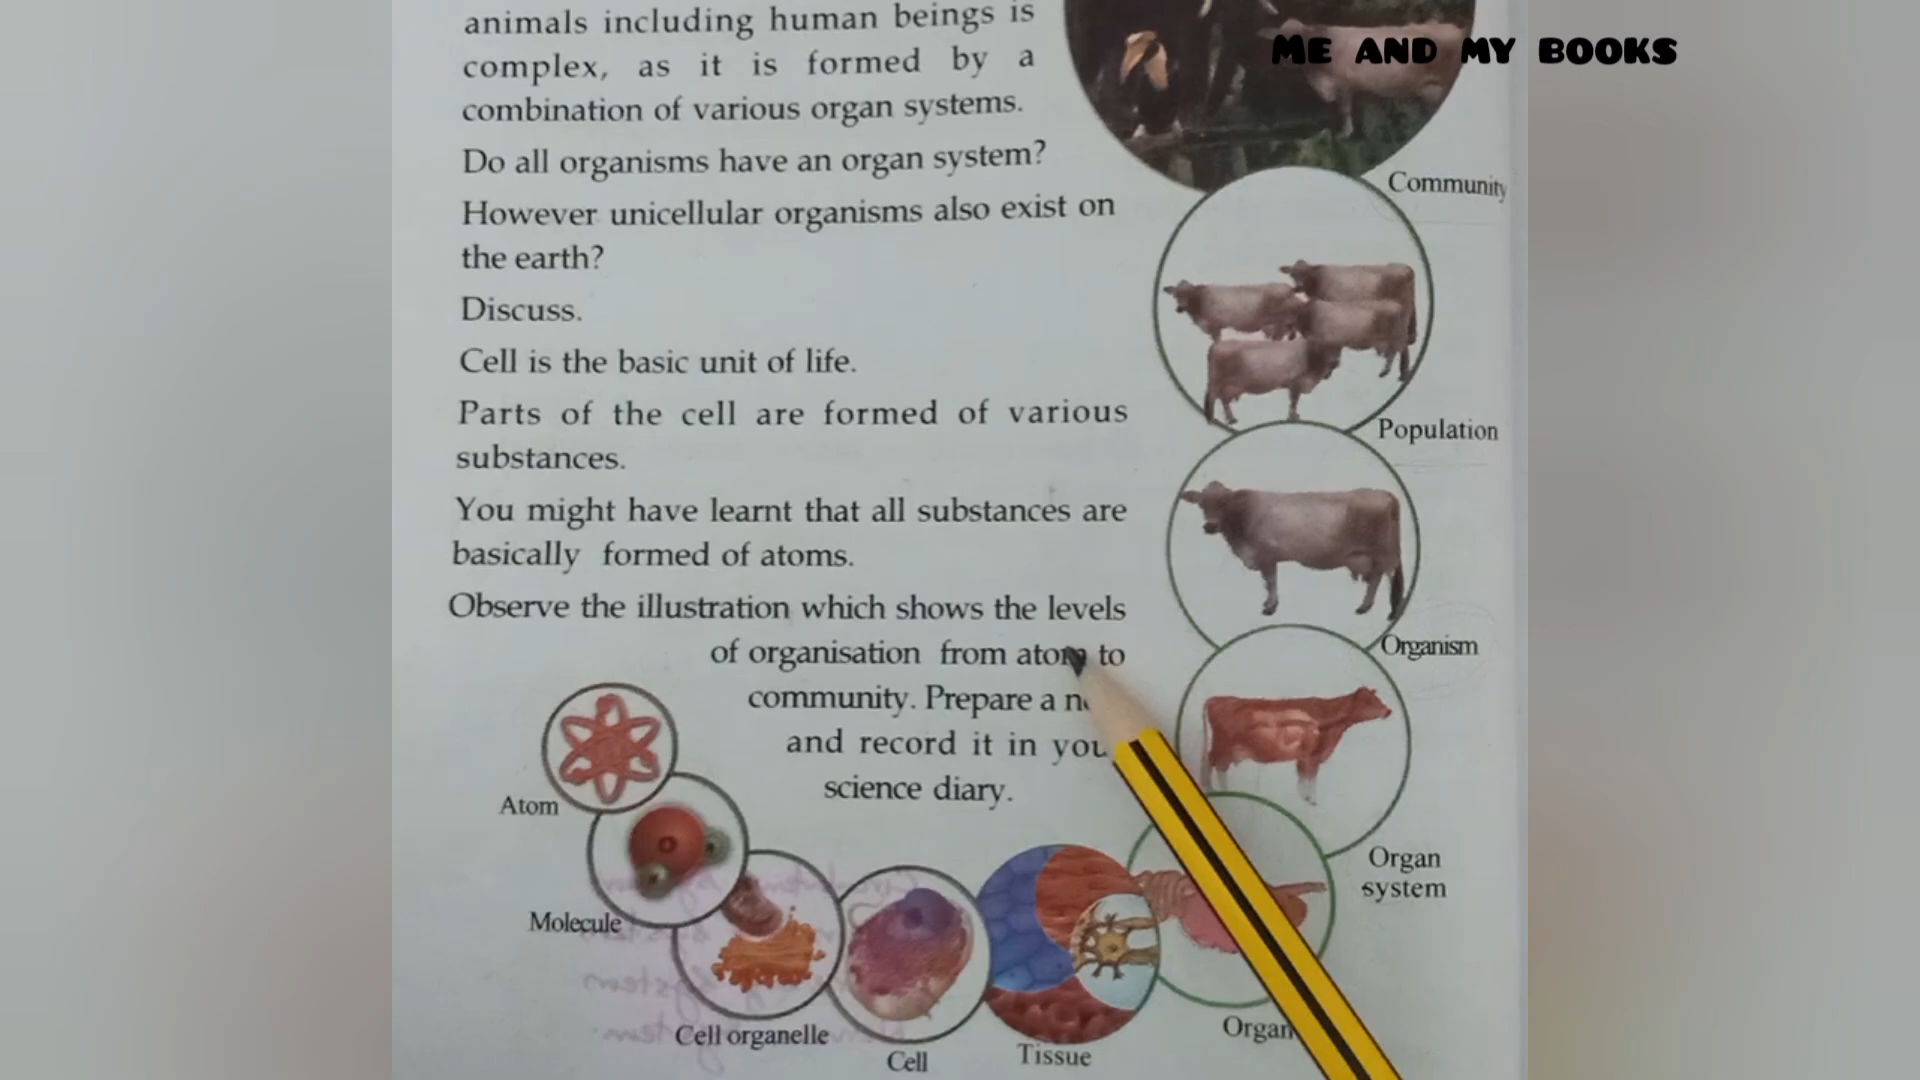 animals including human beings is
complex, as it is formed by a
combination of various organ systems.
Do all organisms have an organ system?
However unicellular organisms also exist on
the earth?
Discuss.
Cell is the basic unit of life.
Parts of the cell are formed of various
substances.
You might have learnt that all substances are
basically formed of atoms.
Observe the illustration which shows the levels
of organisation from atom to
community. Prepare a
and record it in
science diary.
ME AND MY BOOKS
Community
Population
Organism
Organ
system
Organ
Tissue
Cell
Cell organelle
Molecule
Atom